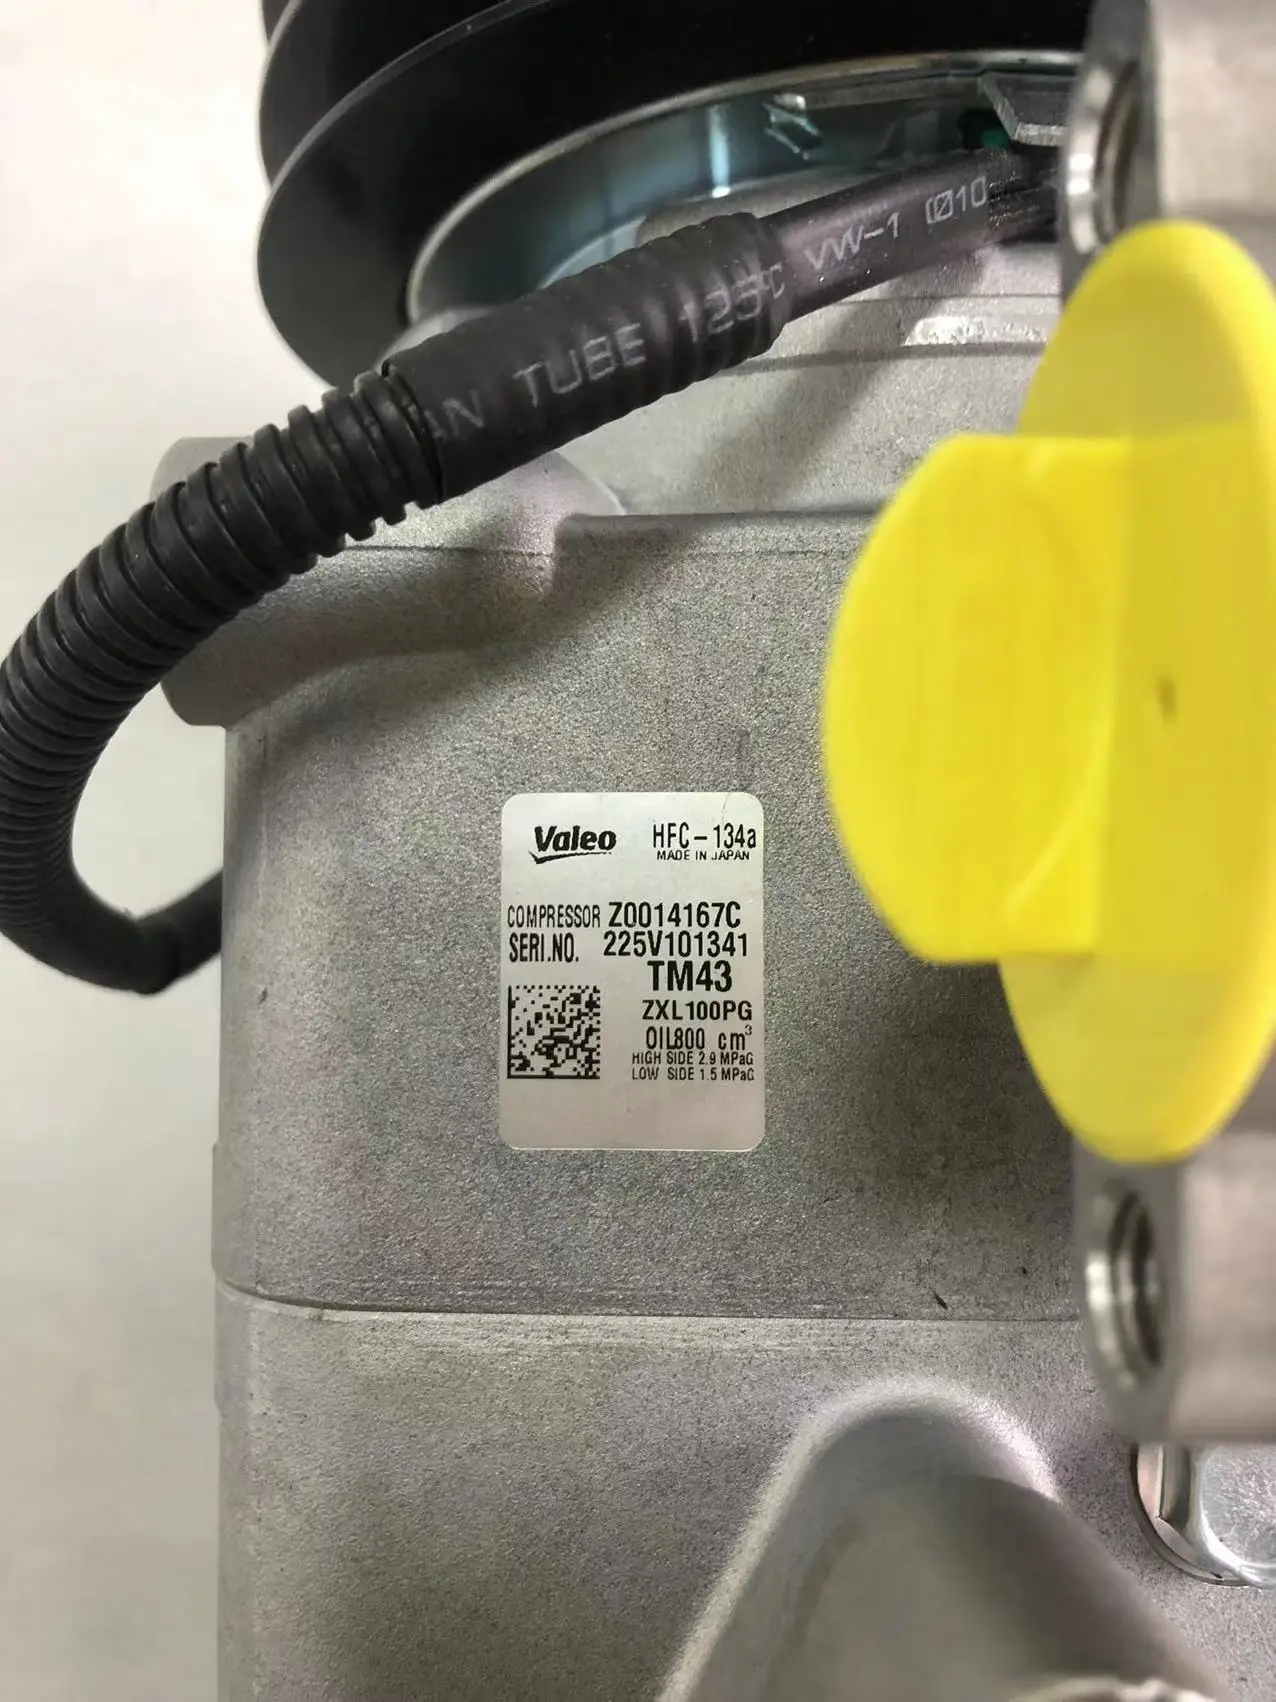 VW-1 Ø10
TUBE 125℃
Valeo HFC-134a
MADE IN JAPAN
COMPRESSOR Z0014167C
SERI.NO. 225V101341
TM43
ZXL100PG
OIL800 cm³
HIGH SIDE 2.9 MPaG
LOW SIDE 1.5 MPaG